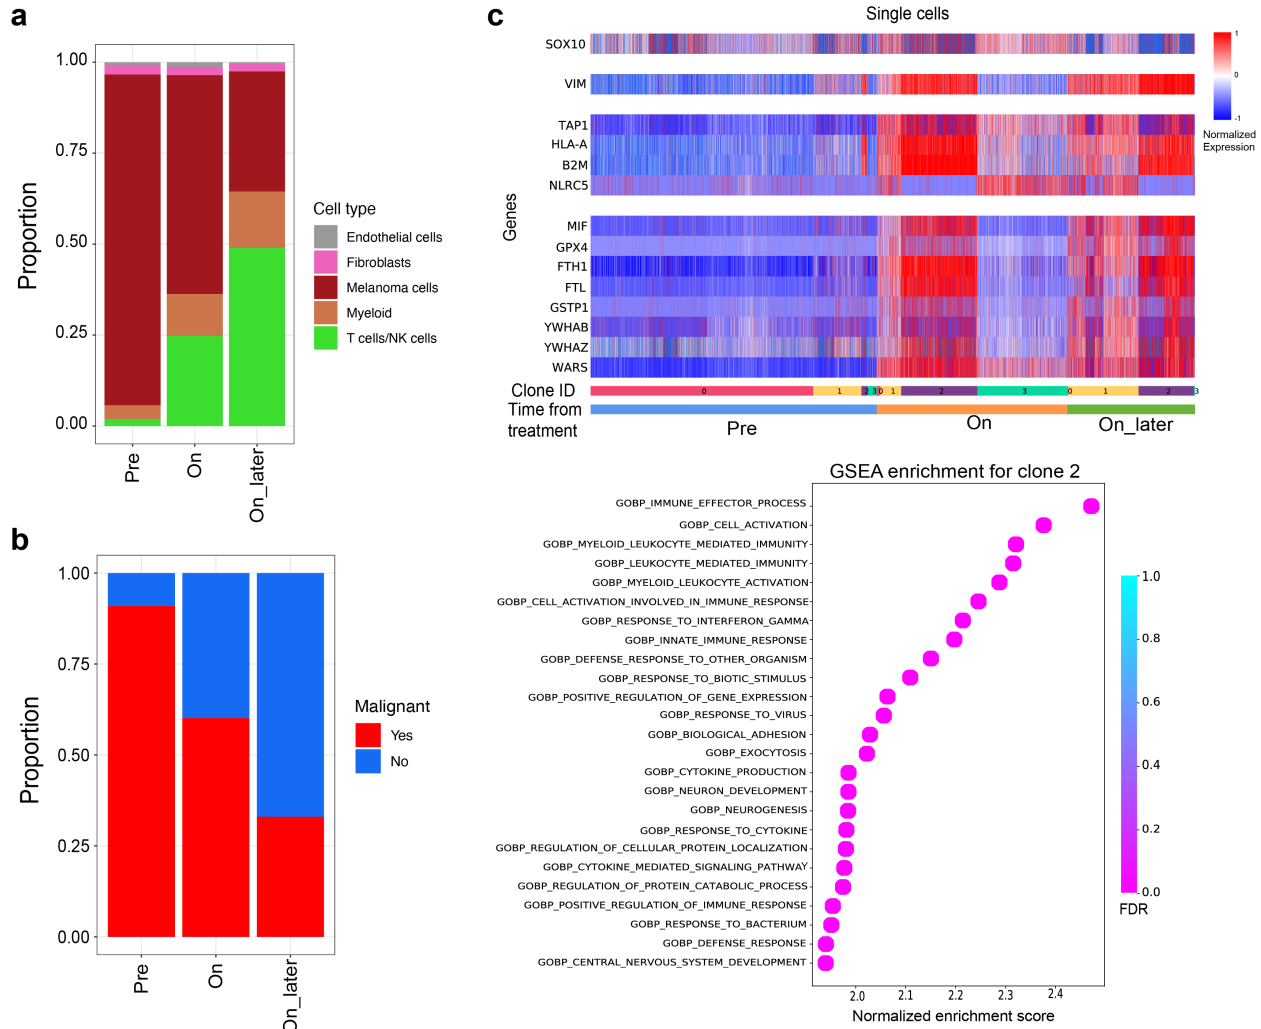 a
1.00
0.75
0.50
0.25
0.00
Proportion
Pre
On
On_later
Cell type
Endothelial cells
Fibroblasts
Melanoma cells
Myeloid
T cells/NK cells
b
1.00
0.75
0.50
0.25
0.00
Proportion
Pre
On
On_later
Malignant
Yes
No
c
Single cells
Genes
SOX10
VIM
TAP1
HLA-A
B2M
NLRC5
MIF
GPX4
FTH1
FTL
GSTP1
YWHAB
YWHAZ
WARS
1
0
-1
Normalized
Expression
Clone ID
0 1 2 3 0 1 2 3 0 1 2 3
Time from
treatment
Pre
On
On_later
GSEA enrichment for clone 2
GOBP_IMMUNE_EFFECTOR_PROCESS
GOBP_CELL_ACTIVATION
GOBP_MYELOID_LEUKOCYTE_MEDIATED_IMMUNITY
GOBP_LEUKOCYTE_MEDIATED_IMMUNITY
GOBP_MYELOID_LEUKOCYTE_ACTIVATION
GOBP_CELL_ACTIVATION_INVOLVED_IN_IMMUNE_RESPONSE
GOBP_RESPONSE_TO_INTERFERON_GAMMA
GOBP_INNATE_IMMUNE_RESPONSE
GOBP_DEFENSE_RESPONSE_TO_OTHER_ORGANISM
GOBP_RESPONSE_TO_BIOTIC_STIMULUS
GOBP_POSITIVE_REGULATION_OF_GENE_EXPRESSION
GOBP_RESPONSE_TO_VIRUS
GOBP_BIOLOGICAL_ADHESION
GOBP_EXOCYTOSIS
GOBP_CYTOKINE_PRODUCTION
GOBP_NEURON_DEVELOPMENT
GOBP_NEUROGENESIS
GOBP_RESPONSE_TO_CYTOKINE
GOBP_REGULATION_OF_CELLULAR_PROTEIN_LOCALIZATION
GOBP_CYTOKINE_MEDIATED_SIGNALING_PATHWAY
GOBP_REGULATION_OF_PROTEIN_CATABOLIC_PROCESS
GOBP_POSITIVE_REGULATION_OF_IMMUNE_RESPONSE
GOBP_RESPONSE_TO_BACTERIUM
GOBP_DEFENSE_RESPONSE
GOBP_CENTRAL_NERVOUS_SYSTEM_DEVELOPMENT
2.0 2.1 2.2 2.3 2.4
Normalized enrichment score
1.0
0.8
0.6
0.4
0.2
0.0
FDR